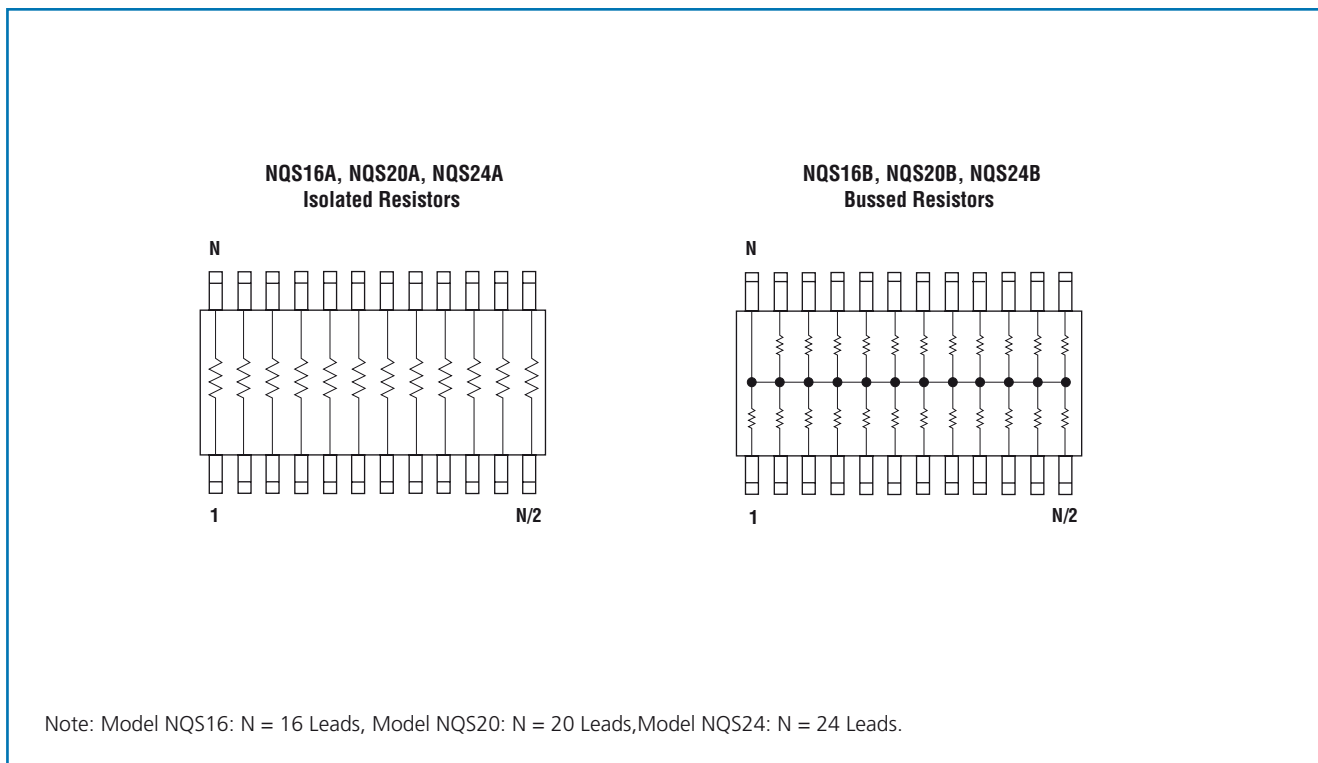 NQS16A, NQS20A, NQS24A
Isolated Resistors
N
1
N/2
NQS16B, NQS20B, NQS24B
Bussed Resistors
N
1
N/2
Note: Model NQS16: N = 16 Leads, Model NQS20: N = 20 Leads,Model NQS24: N = 24 Leads.